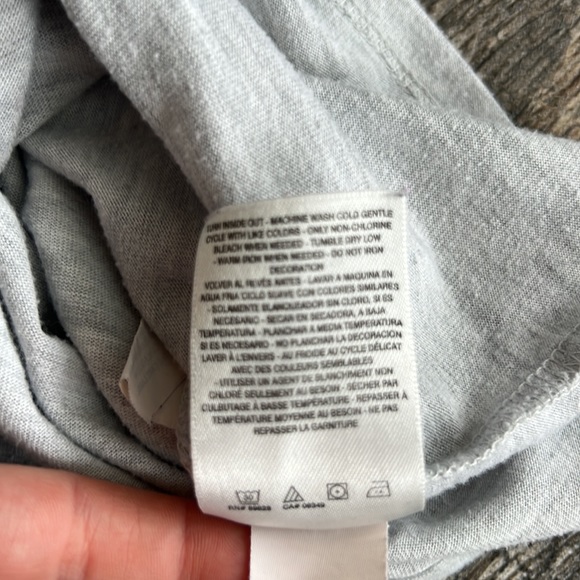 TURN INSIDE OUT - MACHINE WASH COLD GENTLE
CYCLE WITH LIKE COLORS - ONLY NON-CHLORINE
BLEACH WHEN NEEDED - TUMBLE DRY LOW
- WARM IRON WHEN NEEDED - DO NOT IRON
DECORATION
VOLVER AL REVÉS ANTES - LAVAR A MAQUINA EN
AGUA FRIA CICLO SUAVE CON COLORES SIMILARES
- SOLAMENTE BLANQUEADOR SIN CLORO, SI ES
NECESARIO - SECAR EN SECADORA, A BAJA
TEMPERATURA - PLANCHAR A MEDIA TEMPERATURA
SI ES NECESARIO - NO PLANCHAR LA DECORACIÓN
LAVER À L'ENVERS - AU FROIDE AU CYCLE DÉLICAT
AVEC DES COULEURS SEMBLABLES
- UTILISER UN AGENT DE BLANCHIMENT NON
CHLORÉ SEULEMENT AU BESOIN - SÉCHER PAR
CULBUTAGE À BASSE TEMPÉRATURE - REPASSER À
TEMPÉRATURE MOYENNE AU BESOIN - NE PAS
REPASSER LA GARNITURE
30
RN# CA#